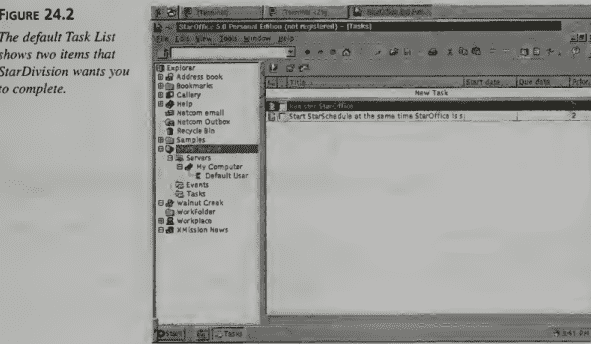 FIGURE 24.2
The default Task List
shows two items that
StarDivision wants you
to complete.
StarOffice 5.0 Personal Edition (not registered) - [Tasks]
File Edit View Tools Window Help
Explorer
Address book
Bookmarks
Gallery
Help
Netcom email
Netcom Outbox
Recycle Bin
Samples
Servers
My Computer
Default User
Events
Tasks
Walnut Creek
WorkFolder
Workplace
XMission News
Title
Start date
Due date
Prior
New Task
Start StarSchedule at the same time StarOffice is s
2
Start
Tasks